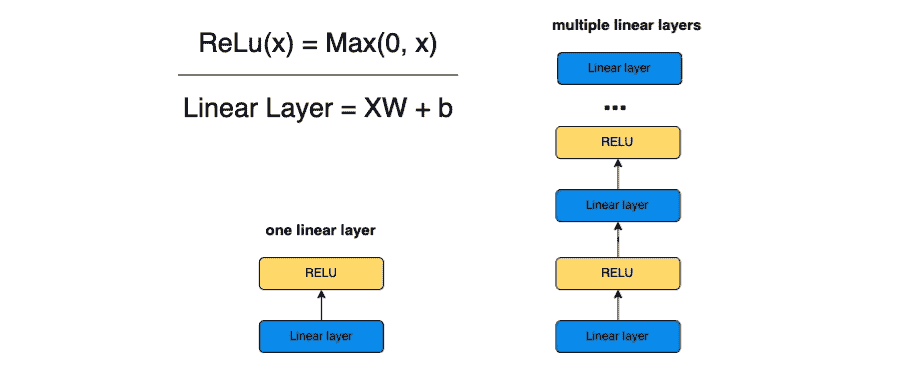 ReLu(x) = Max(0, x)
Linear Layer = XW + b
one linear layer
RELU
Linear layer
multiple linear layers
Linear layer
...
RELU
Linear layer
RELU
Linear layer